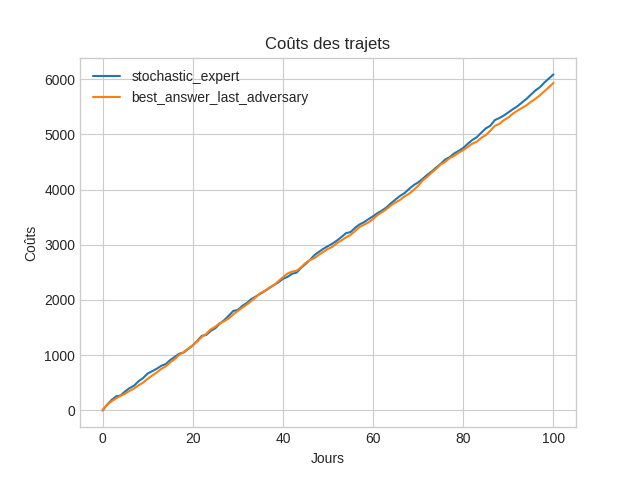 Coûts des trajets
stochastic_expert
best_answer_last_adversary
6000
5000
4000
3000
2000
1000
0
Coûts
0 20 40 60 80 100
Jours